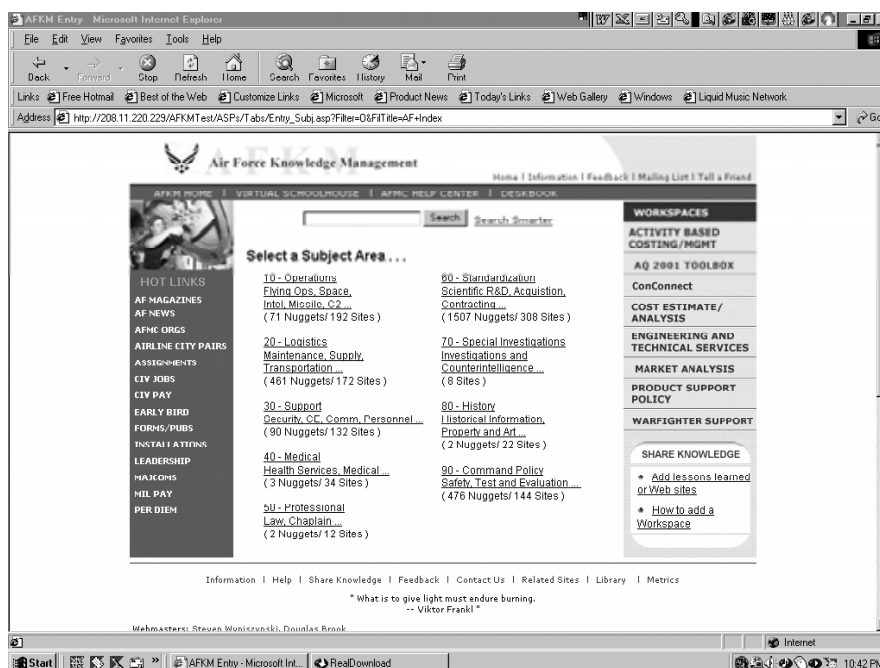 AFKM Entry - Microsoft Internet Explorer
File Edit View Favorites Tools Help
Back Forward Stop Refresh Home Search Favorites History Mail Print
Links Free Hotmail Best of the Web Customize Links Microsoft Product News Today's Links Web Gallery Windows Liquid Music Network
Address http://208.11.220.229/AFKMTest/ASPs/Tabs/Entry_Subj.asp?Filter=0&FilTitle=AF+Index Go
AFKM
Air Force Knowledge Management
Home | Information | Feedback | Mailing List | Tell a Friend
AFKM HOME | VIRTUAL SCHOOLHOUSE | AFMC HELP CENTER | DESKBOOK
Search Search Smarter
Select a Subject Area . . .
HOT LINKS
AF MAGAZINES
AF NEWS
AFMC ORGS
AIRLINE CITY PAIRS
ASSIGNMENTS
CIV JOBS
CIV PAY
EARLY BIRD
FORMS/PUBS
INSTALLATIONS
LEADERSHIP
MAJCOMS
MIL PAY
PER DIEM
10 - Operations
Flying Ops, Space,
Intel, Missile, C2 ...
( 71 Nuggets/ 192 Sites )
20 - Logistics
Maintenance, Supply,
Transportation ...
( 461 Nuggets/ 172 Sites )
30 - Support
Security, CE, Comm, Personnel ...
( 90 Nuggets/ 132 Sites )
40 - Medical
Health Services, Medical ...
( 3 Nuggets/ 34 Sites )
50 - Professional
Law, Chaplain ...
( 2 Nuggets/ 12 Sites )
60 - Standardization
Scientific R&D, Acquistion,
Contracting ...
( 1507 Nuggets/ 308 Sites )
70 - Special Investigations
Investigations and
Counterintelligence ...
( 8 Sites )
80 - History
Historical Information,
Property and Art ...
( 2 Nuggets/ 22 Sites )
90 - Command Policy
Safety, Test and Evaluation ...
( 476 Nuggets/ 144 Sites )
WORKSPACES
ACTIVITY BASED
COSTING/MGMT
AQ 2001 TOOLBOX
ConConnect
COST ESTIMATE/
ANALYSIS
ENGINEERING AND
TECHNICAL SERVICES
MARKET ANALYSIS
PRODUCT SUPPORT
POLICY
WARFIGHTER SUPPORT
SHARE KNOWLEDGE
Add lessons learned
or Web sites
How to add a
Workspace
Information | Help | Share Knowledge | Feedback | Contact Us | Related Sites | Library | Metrics
" What is to give light must endure burning.
-- Viktor Frankl "
Webmasters: Steven Wyniszynski, Douglas Brook
Internet
Start AFKM Entry - Microsoft Int... RealDownload 10:42 PM